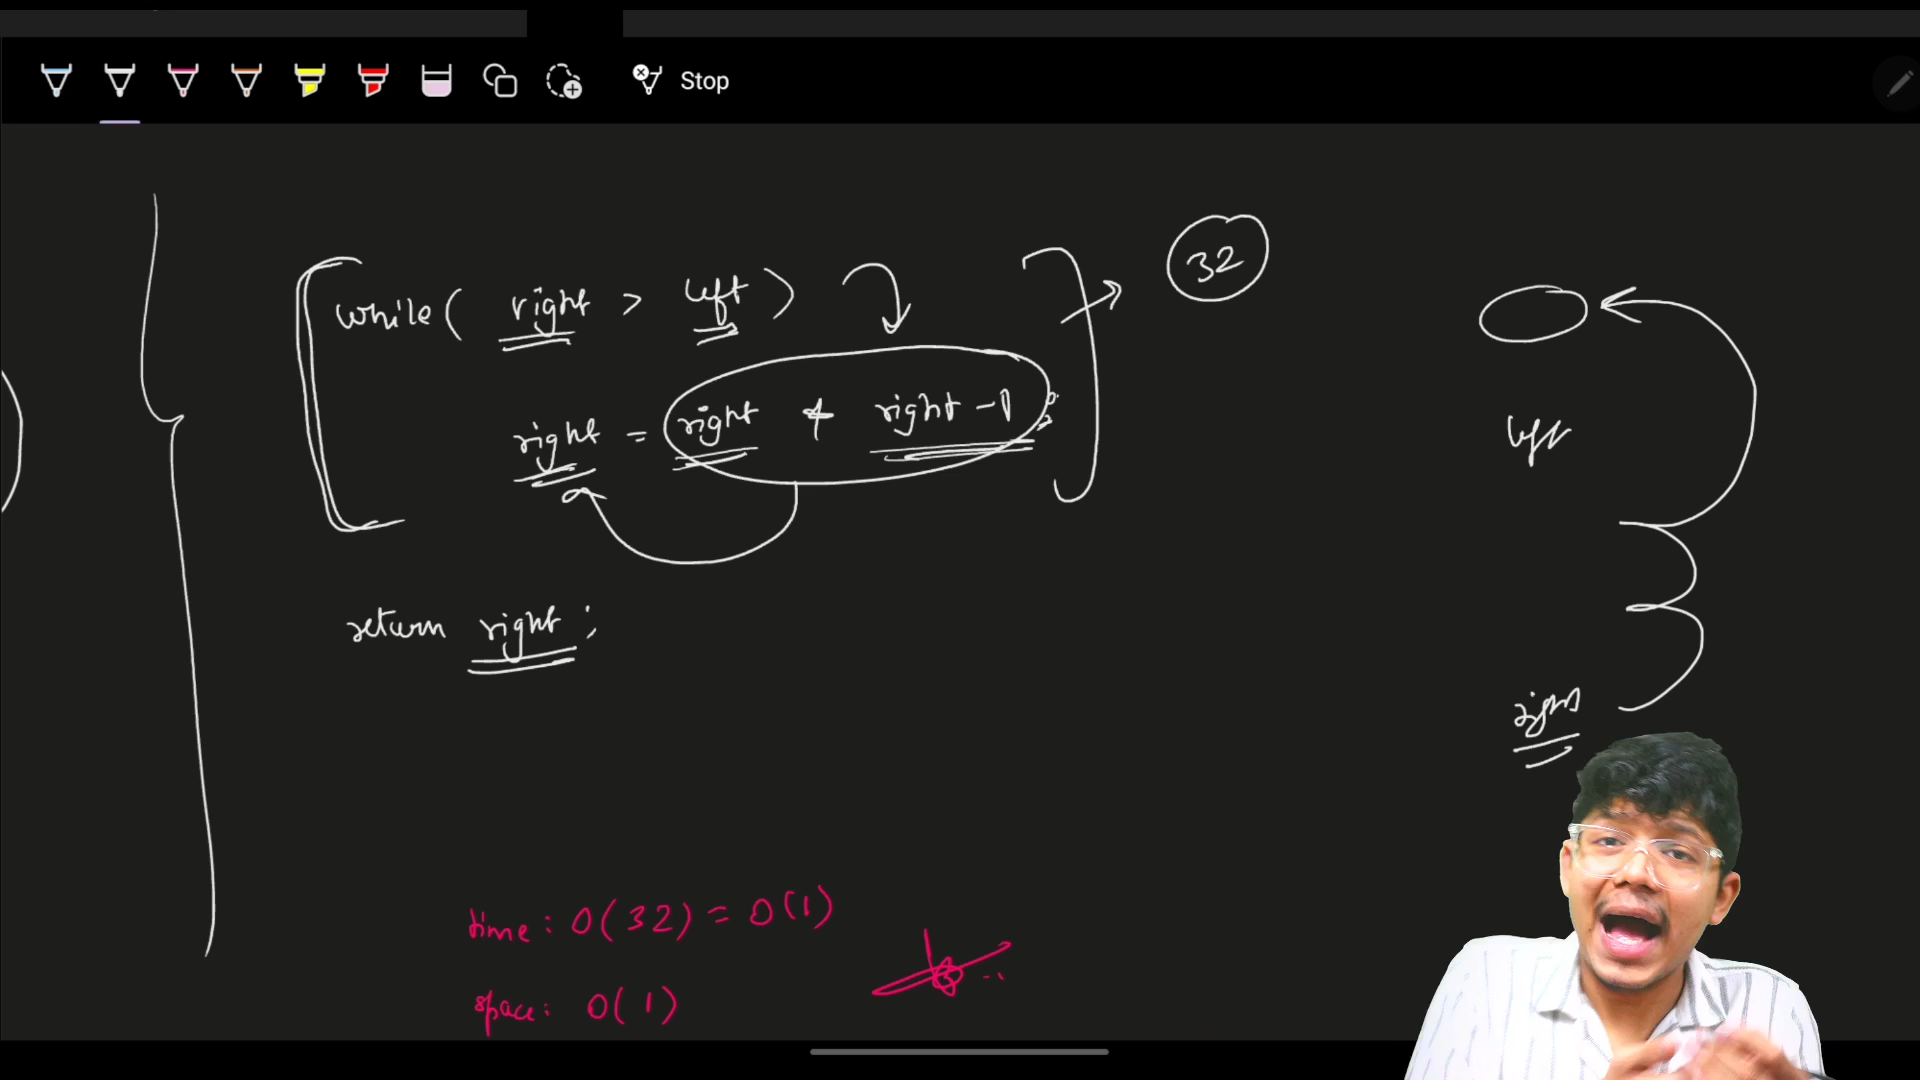 Stop
while( right > left )
32
right = right & right - 1;
left
return right;
right
time: O(32) = O(1)
space: O(1)